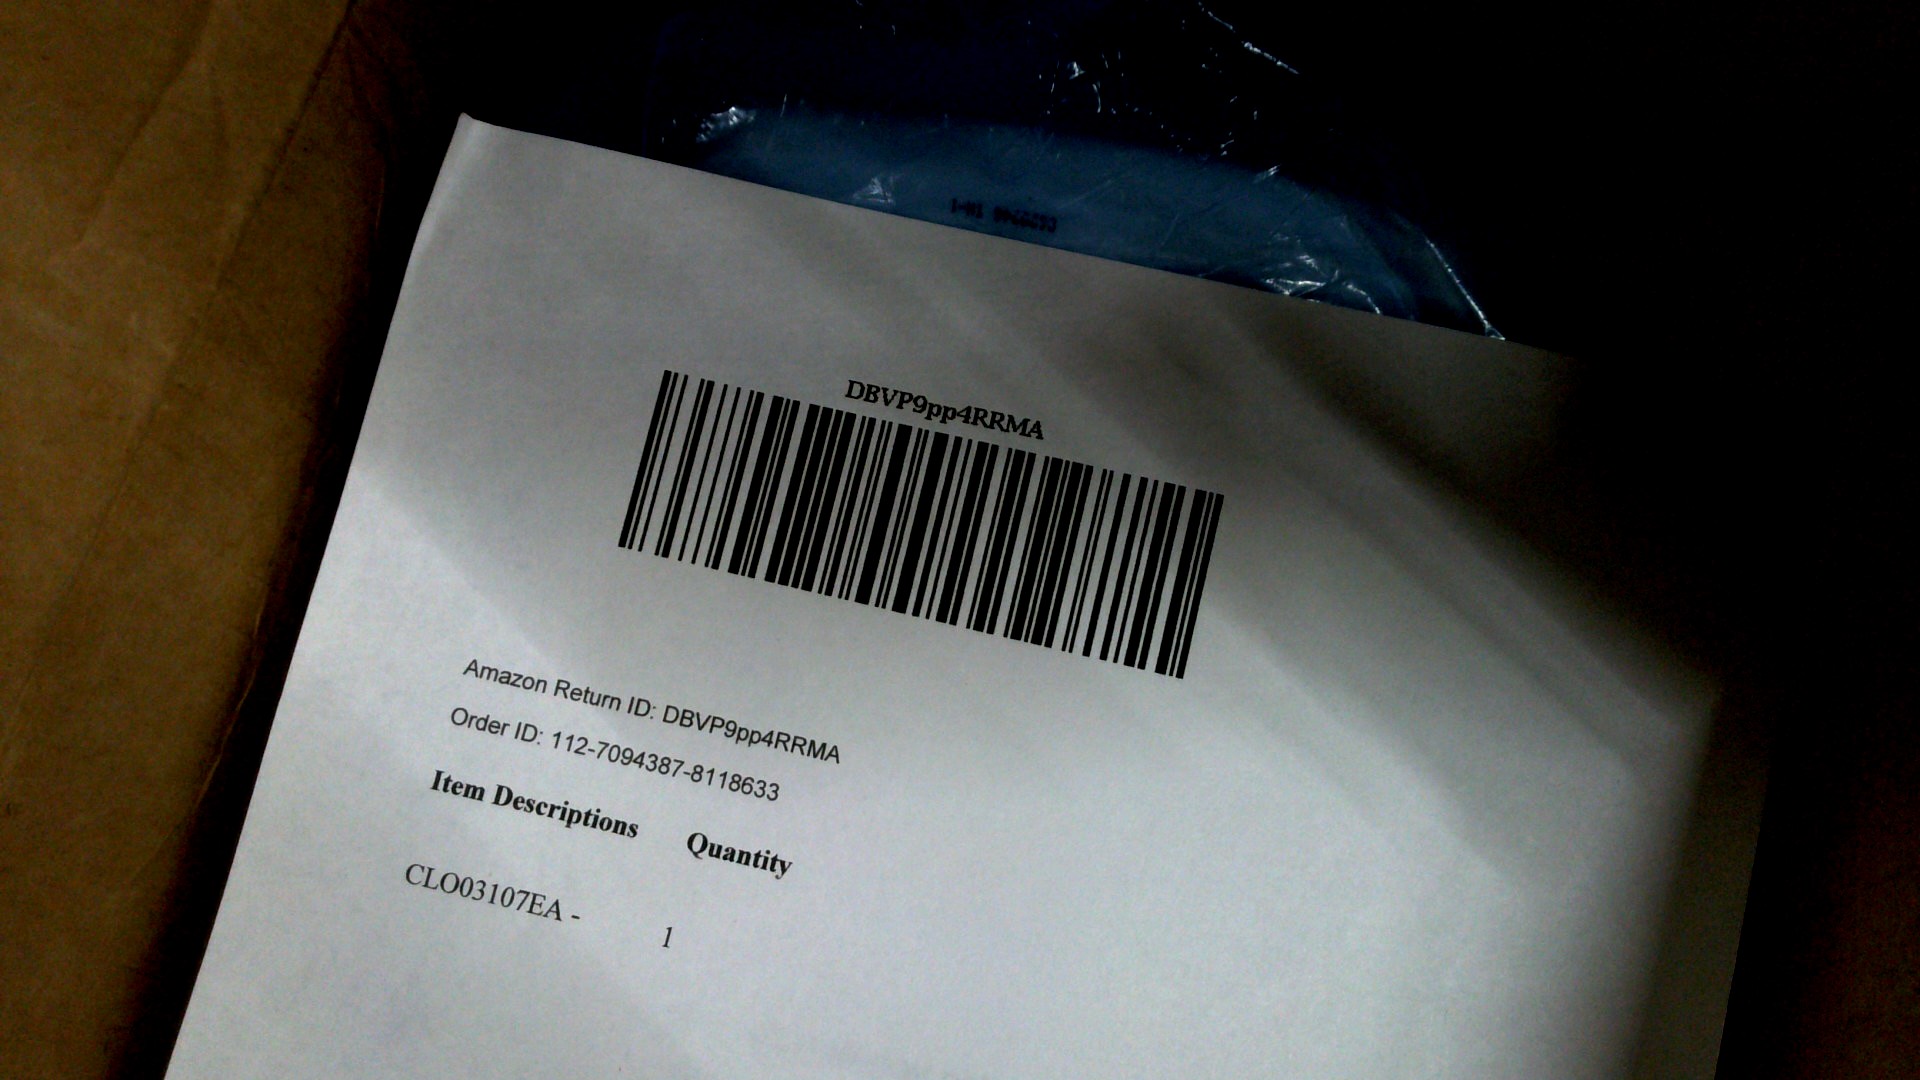 DBVP9pp4RRMA
Amazon Return ID: DBVP9pp4RRMA
Order ID: 112-7094387-8118633
Item Descriptions Quantity
CLO03107EA - 1